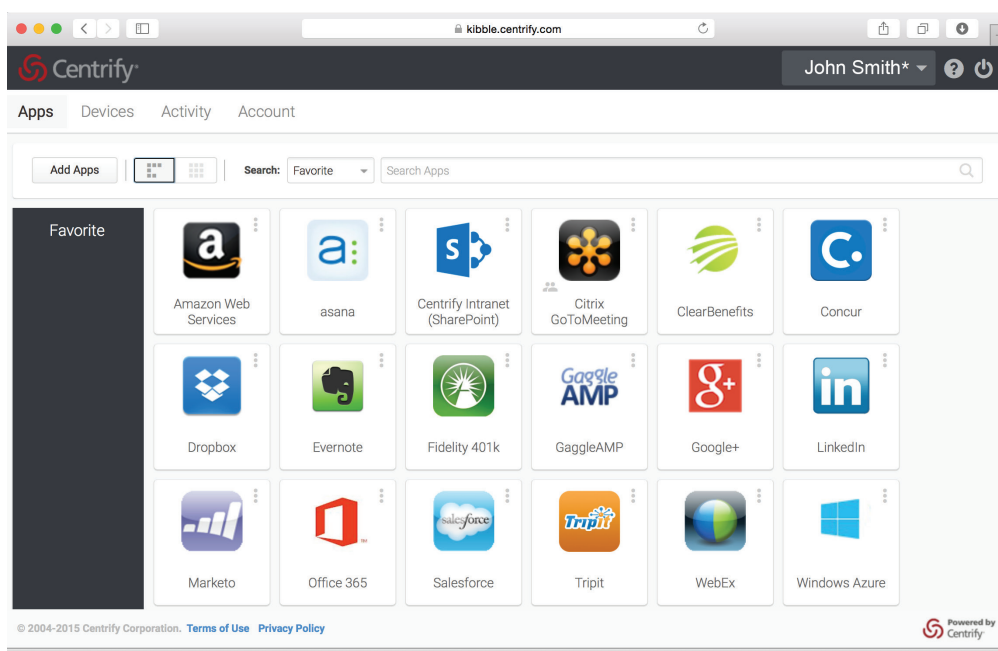 kibble.centrify.com
Centrify
John Smith*
?
Apps Devices Activity Account
Add Apps Search: Favorite Search Apps
Favorite
a
a:
S
C
Amazon Web
Services
asana
Centrify Intranet
(SharePoint)
Citrix
GoToMeeting
ClearBenefits
Concur
Gaggle
AMP
g+
in
Dropbox
Evernote
Fidelity 401k
GaggleAMP
Google+
LinkedIn
salesforce
TripIt
Marketo
Office 365
Salesforce
Tripit
WebEx
Windows Azure
© 2004-2015 Centrify Corporation. Terms of Use Privacy Policy
Powered by
Centrify